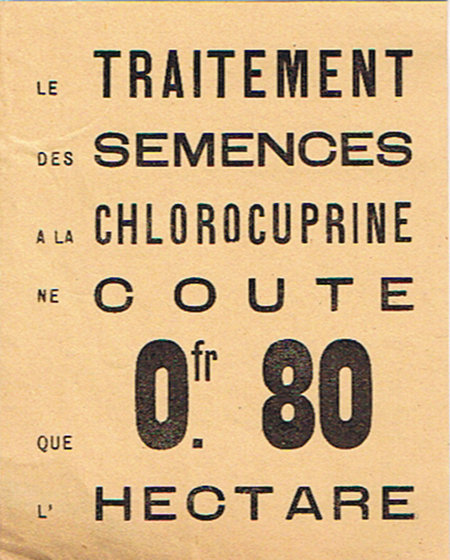 LE TRAITEMENT
DES SEMENCES
A LA CHLOROCUPRINE
NE COUTE
QUE 0.fr 80
L' HECTARE